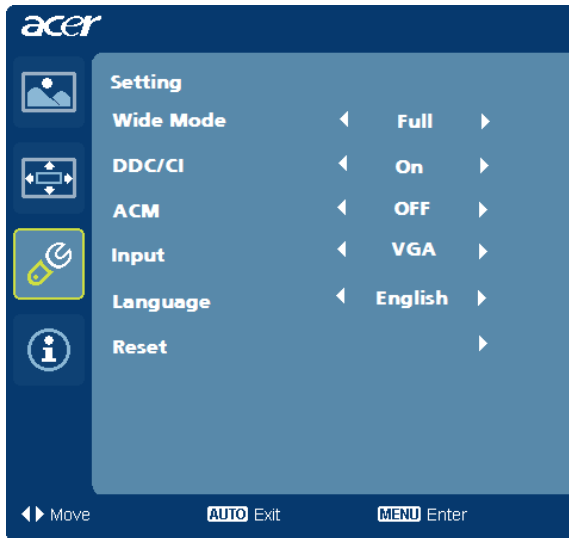 acer
Setting
Wide Mode Full
DDC/CI On
ACM OFF
Input VGA
Language English
Reset
Move AUTO Exit MENU Enter